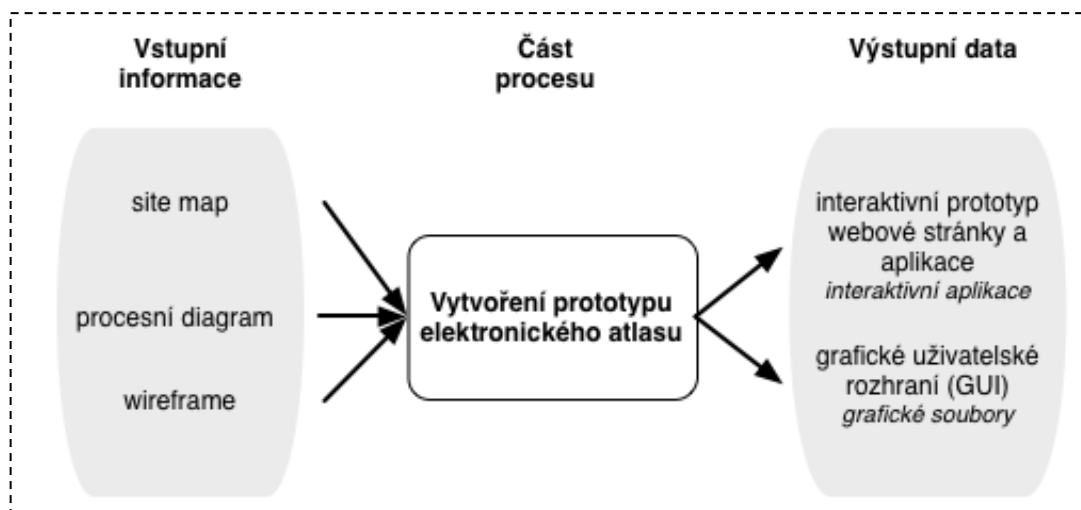 Vstupní
informace
Část
procesu
Výstupní data
site map
procesní diagram
wireframe
Vytvoření prototypu
elektronického atlasu
interaktivní prototyp
webové stránky a
aplikace
interaktivní aplikace
grafické uživatelské
rozhraní (GUI)
grafické soubory